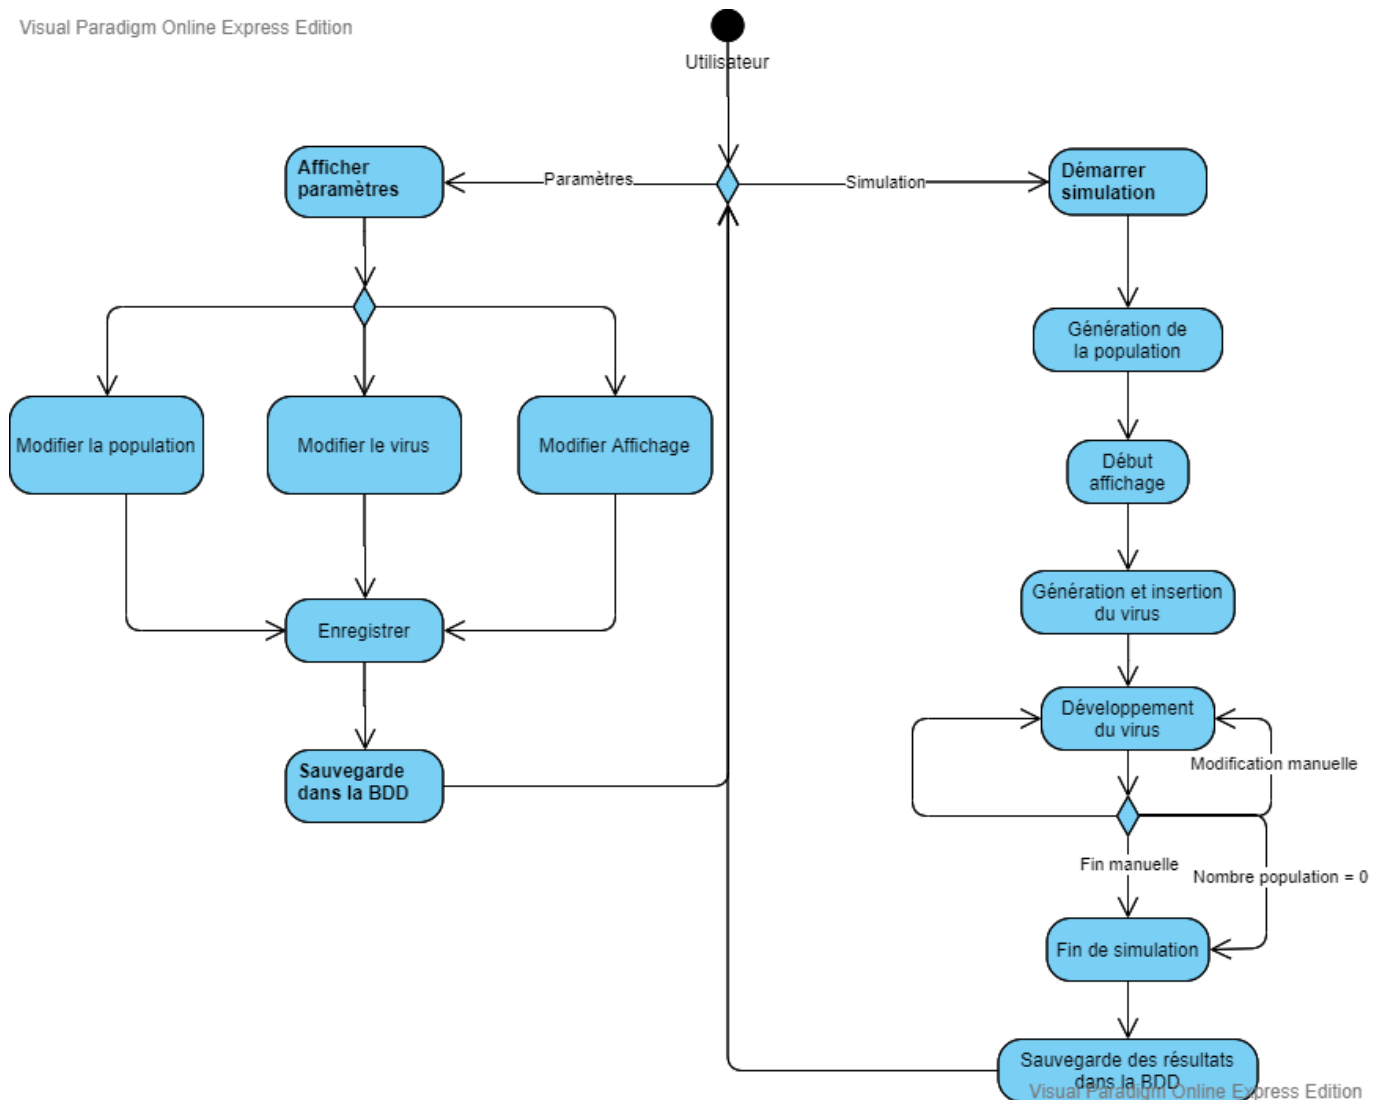 Visual Paradigm Online Express Edition
Utilisateur
Afficher
paramètres
Paramètres
Simulation
Démarrer
simulation
Génération de
la population
Modifier la population
Modifier le virus
Modifier Affichage
Début
affichage
Génération et insertion
du virus
Enregistrer
Développement
du virus
Modification manuelle
Sauvegarde
dans la BDD
Fin manuelle
Nombre population = 0
Fin de simulation
Sauvegarde des résultats
dans la BDD
Visual Paradigm Online Express Edition